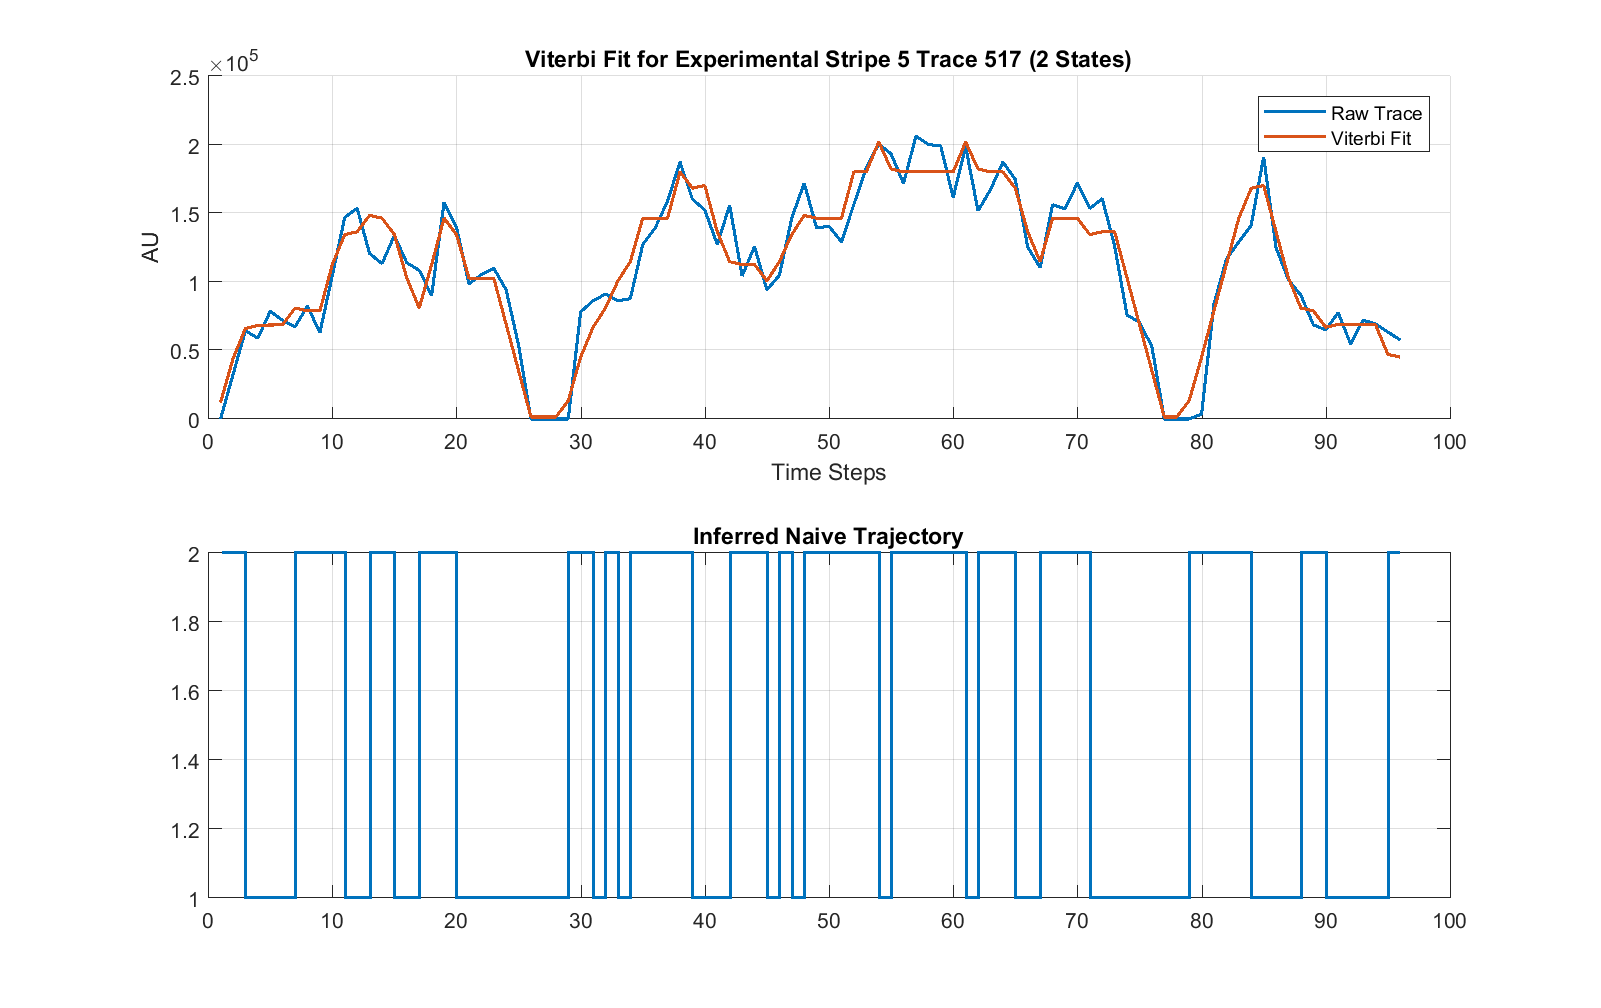 Viterbi Fit for Experimental Stripe 5 Trace 517 (2 States)
×10^5
2.5
2
1.5
1
0.5
0
AU
Raw Trace
Viterbi Fit
0 10 20 30 40 50 60 70 80 90 100
Time Steps
Inferred Naive Trajectory
2
1.8
1.6
1.4
1.2
1
0 10 20 30 40 50 60 70 80 90 100